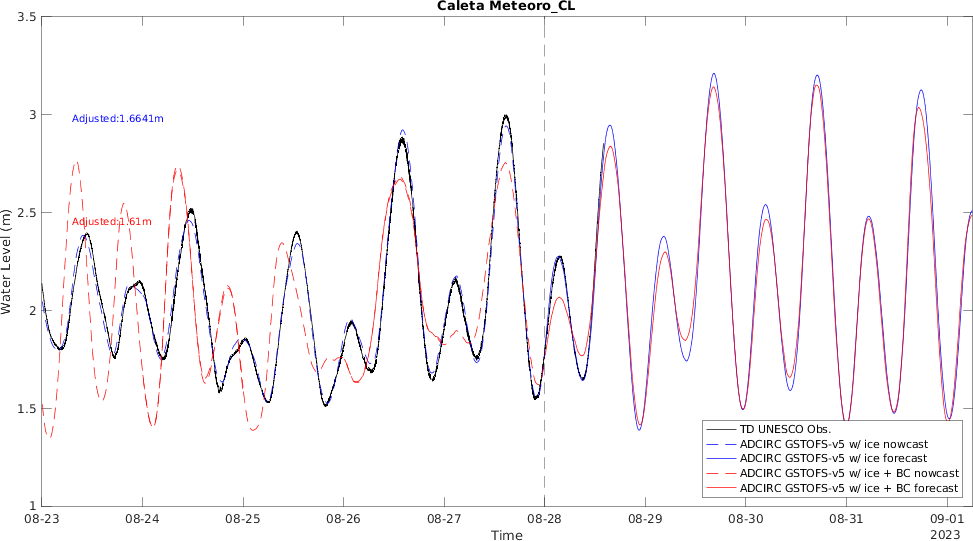 Caleta Meteoro_CL
3.5
3
2.5
2
1.5
1
Water Level (m)
Adjusted:1.6641m
Adjusted:1.61m
TD UNESCO Obs.
ADCIRC GSTOFS-v5 w/ ice nowcast
ADCIRC GSTOFS-v5 w/ ice forecast
ADCIRC GSTOFS-v5 w/ ice + BC nowcast
ADCIRC GSTOFS-v5 w/ ice + BC forecast
08-23 08-24 08-25 08-26 08-27 08-28 08-29 08-30 08-31 09-01
2023
Time